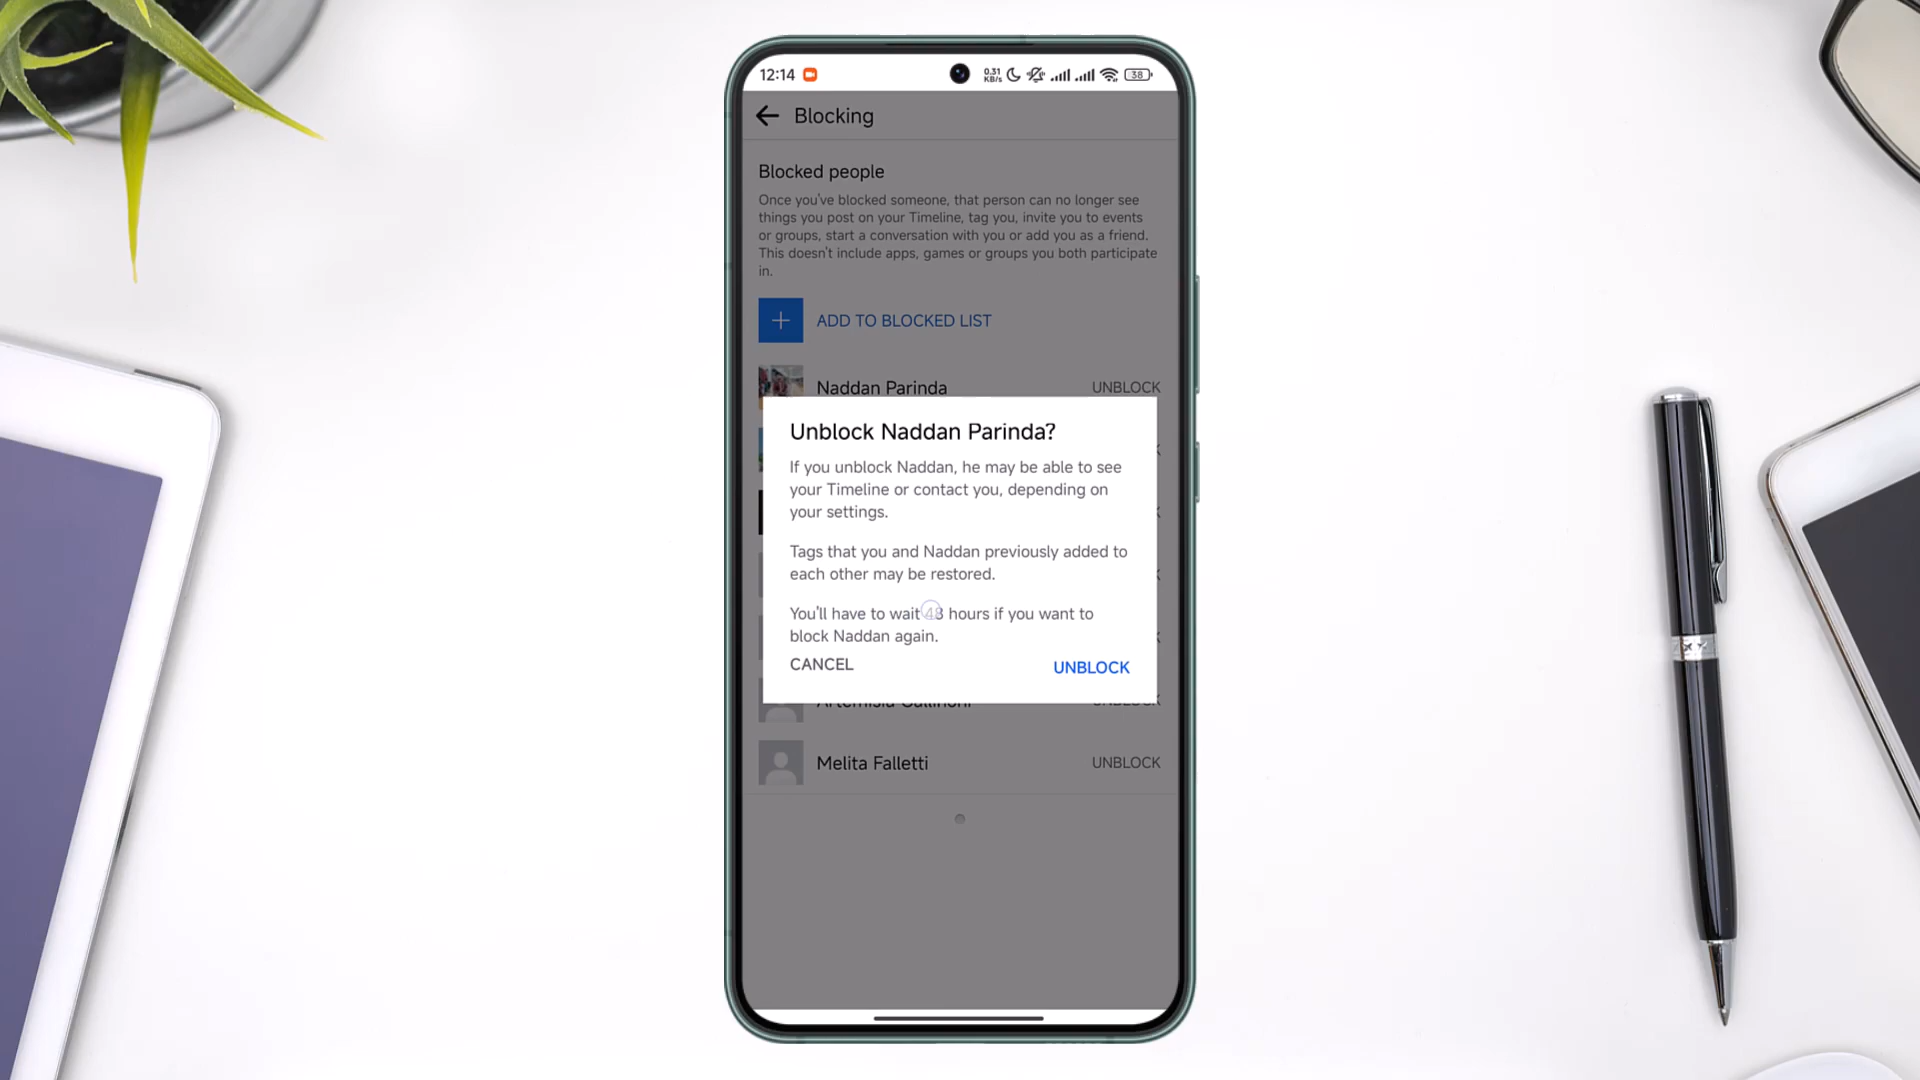 12:14
0.31
KB/s
38
Blocking
Blocked people
Once you've blocked someone, that person can no longer see
things you post on your Timeline, tag you, invite you to events
or groups, start a conversation with you or add you as a friend.
This doesn't include apps, games or groups you both participate
in.
ADD TO BLOCKED LIST
Naddan Parinda UNBLOCK
Unblock Naddan Parinda?
If you unblock Naddan, he may be able to see
your Timeline or contact you, depending on
your settings.
Tags that you and Naddan previously added to
each other may be restored.
You'll have to wait 48 hours if you want to
block Naddan again.
CANCEL UNBLOCK
Melita Falletti UNBLOCK